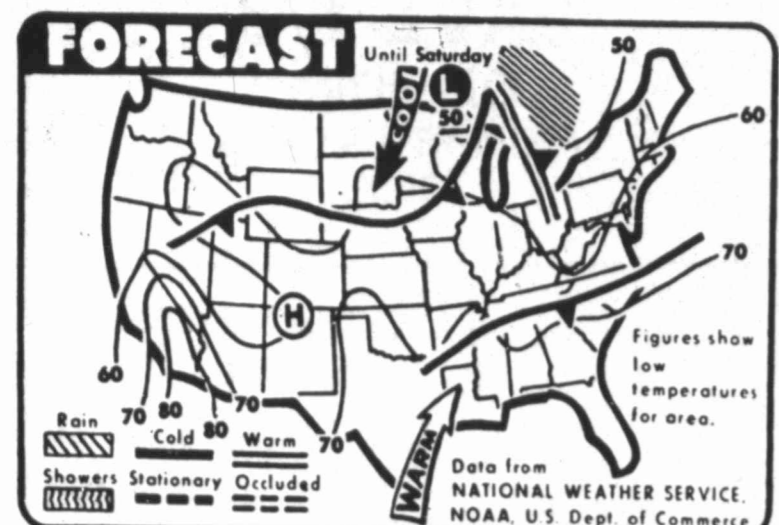 FORECAST
Until Saturday
50
COOL
L
50
60
70
H
60
70
80
80
70
70
Figures show
low
temperatures
for area.
Rain
Cold
Warm
Showers
Stationary
Occluded
WARM
Data from
NATIONAL WEATHER SERVICE.
NOAA, U.S. Dept. of Commerce